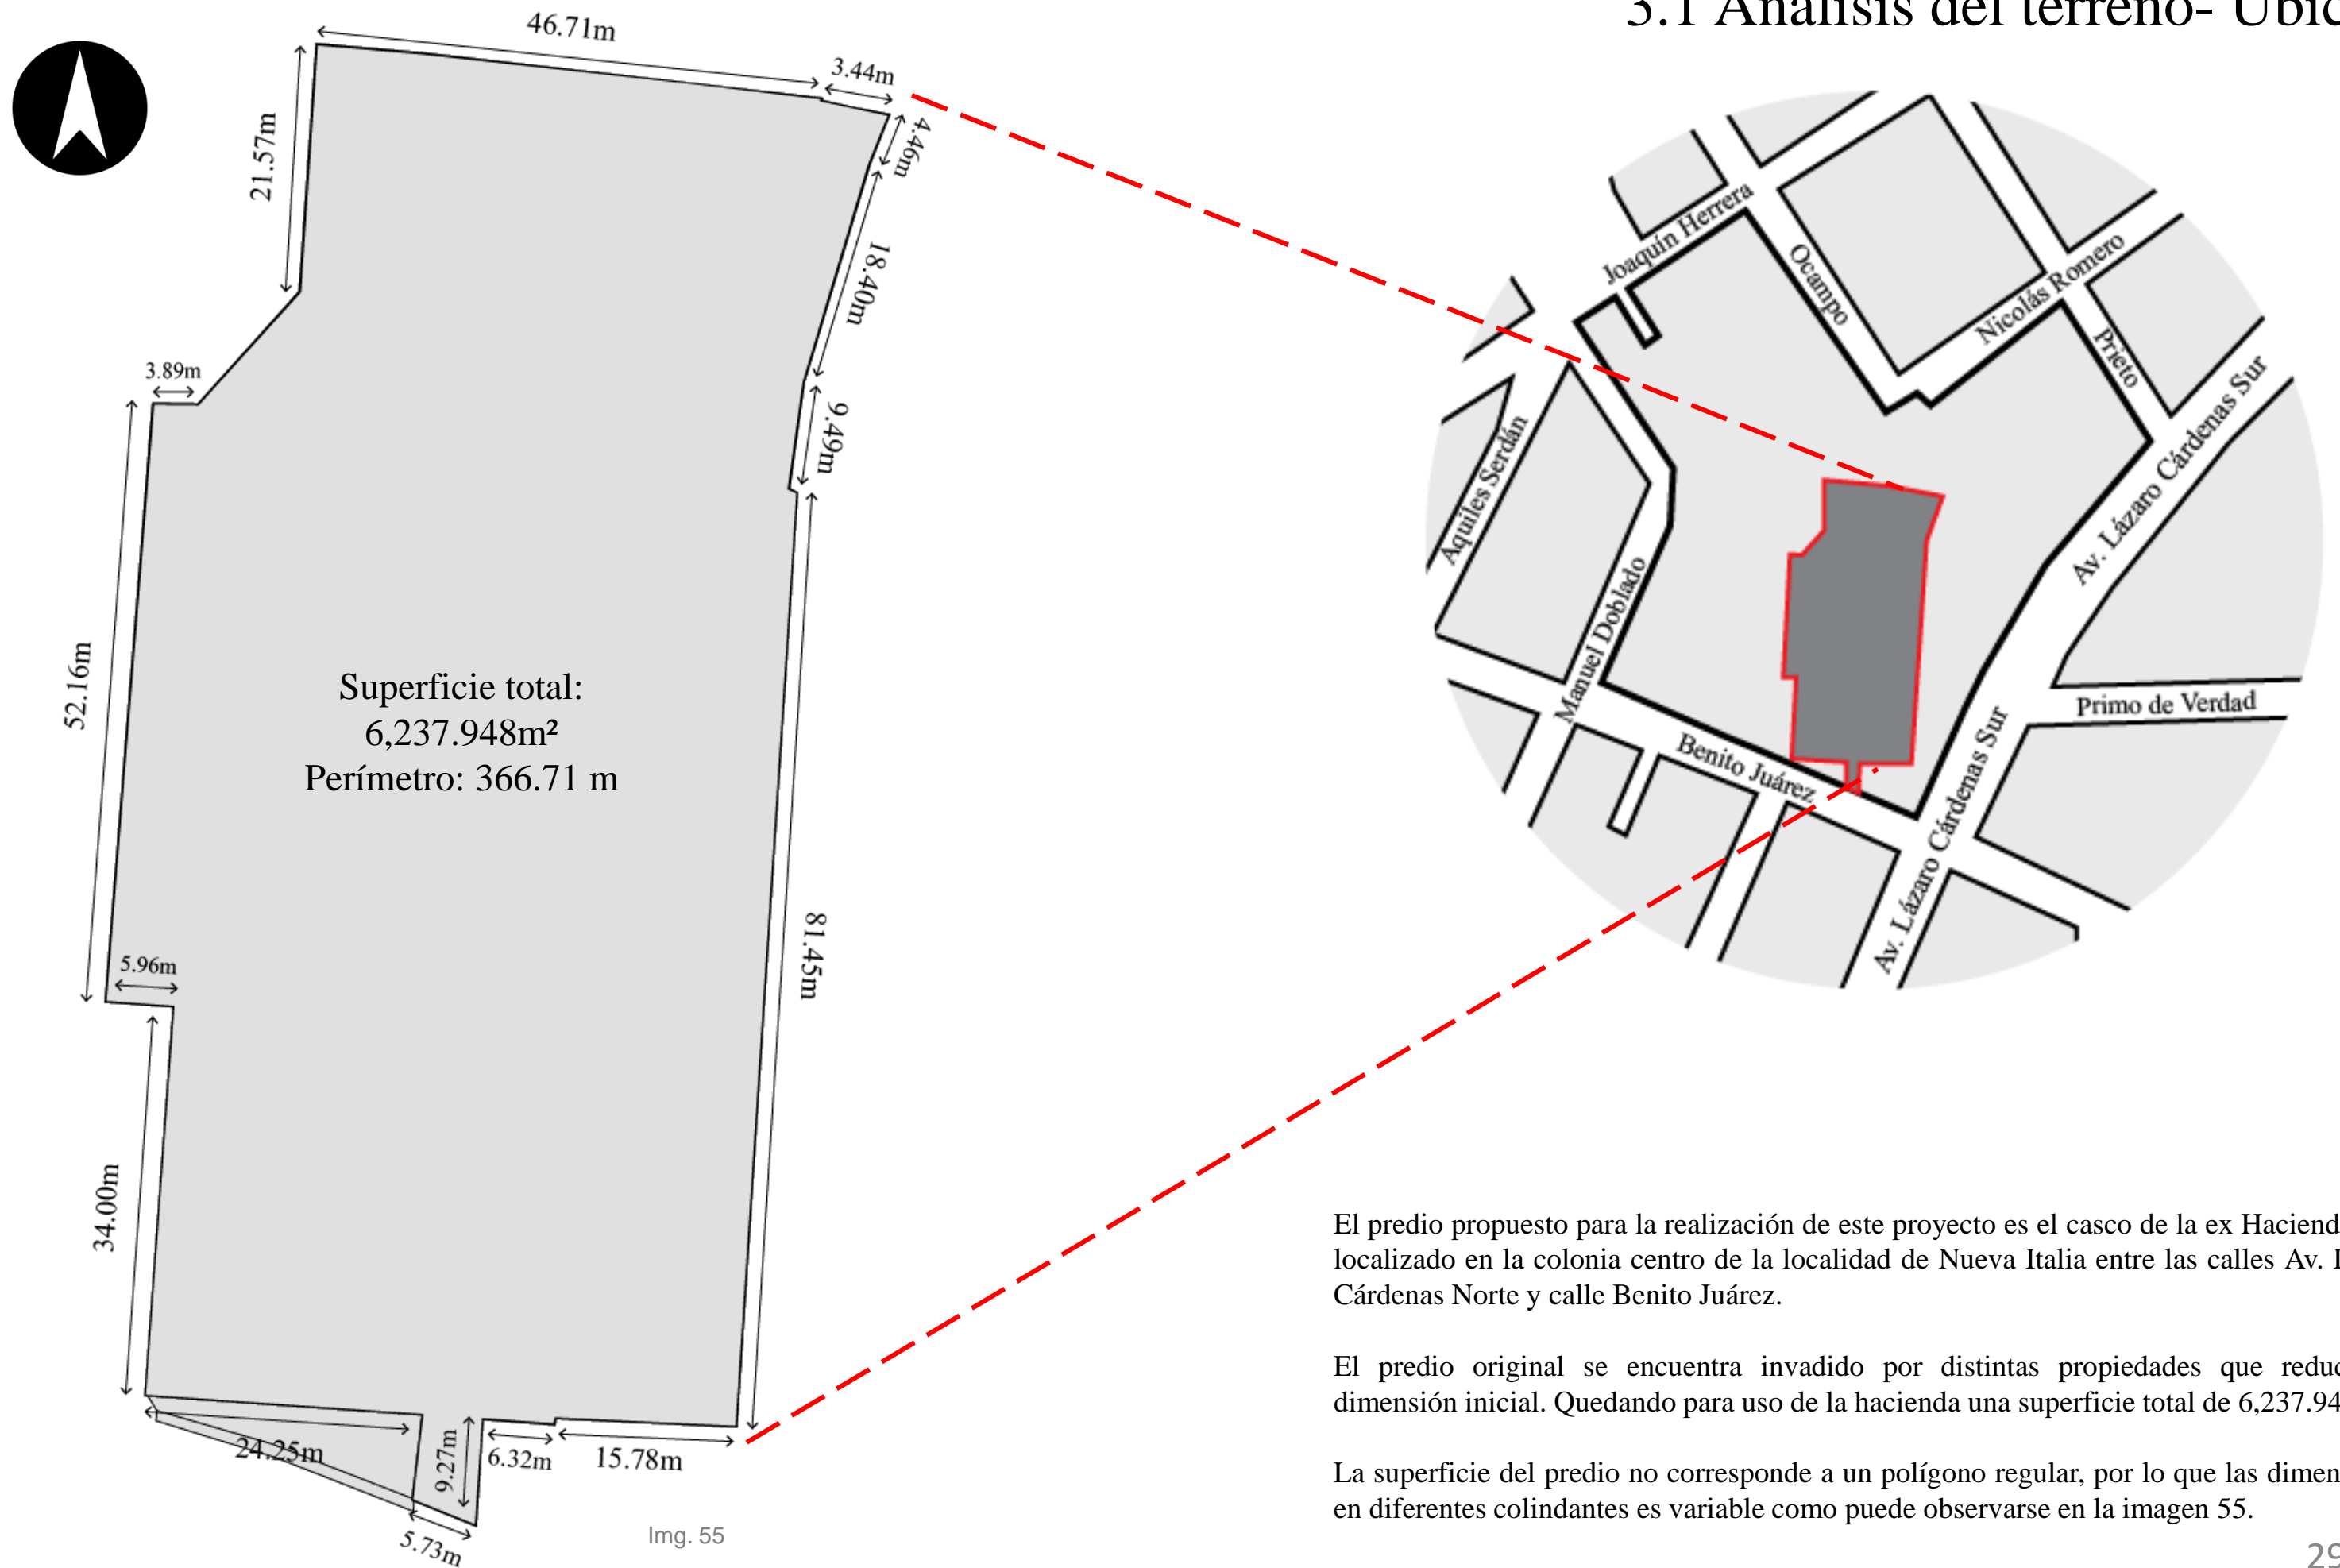 3.1 Análisis del terreno- Ubic
46.71m
3.44m
4.46m
21.57m
18.40m
3.89m
9.49m
52.16m
Superficie total:
6,237.948m²
Perímetro: 366.71 m
81.45m
5.96m
34.00m
24.25m
9.27m
6.32m
15.78m
5.73m
Img. 55
Joaquín Herrera
Ocampo
Nicolás Romero
Prieto
Av. Lázaro Cárdenas Sur
Aquiles Serdán
Manuel Doblado
Benito Juárez
Primo de Verdad
Av. Lázaro Cárdenas Sur
El predio propuesto para la realización de este proyecto es el casco de la ex Haciend
localizado en la colonia centro de la localidad de Nueva Italia entre las calles Av.
Cárdenas Norte y calle Benito Juárez.
El predio original se encuentra invadido por distintas propiedades que reduc
dimensión inicial. Quedando para uso de la hacienda una superficie total de 6,237.94
La superficie del predio no corresponde a un polígono regular, por lo que las dimen
en diferentes colindantes es variable como puede observarse en la imagen 55.
29